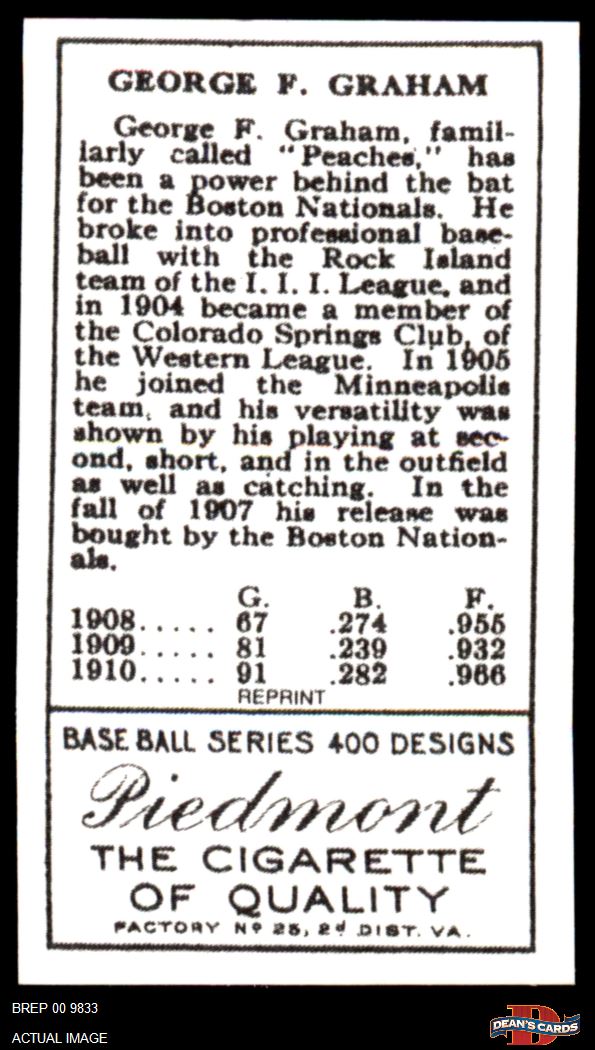 GEORGE F. GRAHAM
George F. Graham, famil-
iarly called "Peaches," has
been a power behind the bat
for the Boston Nationals. He
broke into professional base-
ball with the Rock Island
team of the I. I. I. League, and
in 1904 became a member of
the Colorado Springs Club, of
the Western League. In 1905
he joined the Minneapolis
team, and his versatility was
shown by his playing at sec-
ond, short, and in the outfield
as well as catching. In the
fall of 1907 his release was
bought by the Boston Nation-
als.
G. B. F.
1908..... 67 .274 .955
1909..... 81 .239 .932
1910..... 91 .282 .966
REPRINT
BASE BALL SERIES 400 DESIGNS
Piedmont
THE CIGARETTE
OF QUALITY
FACTORY Nº 25, 2d DIST. VA.
BREP 00 9833
ACTUAL IMAGE
D
DEAN'S CARDS